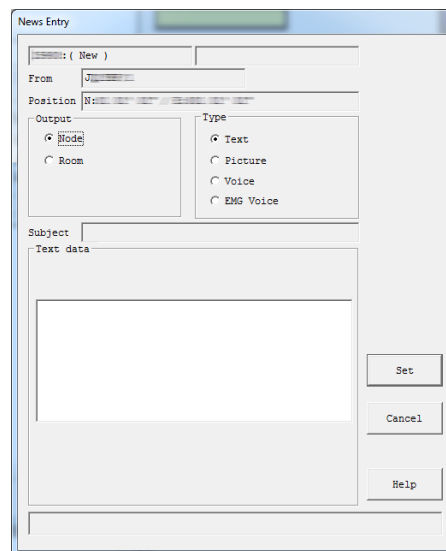 News Entry
:( New )
From J
Position N:
Output
Node
Room
Type
Text
Picture
Voice
EMG Voice
Subject
Text data
Set
Cancel
Help